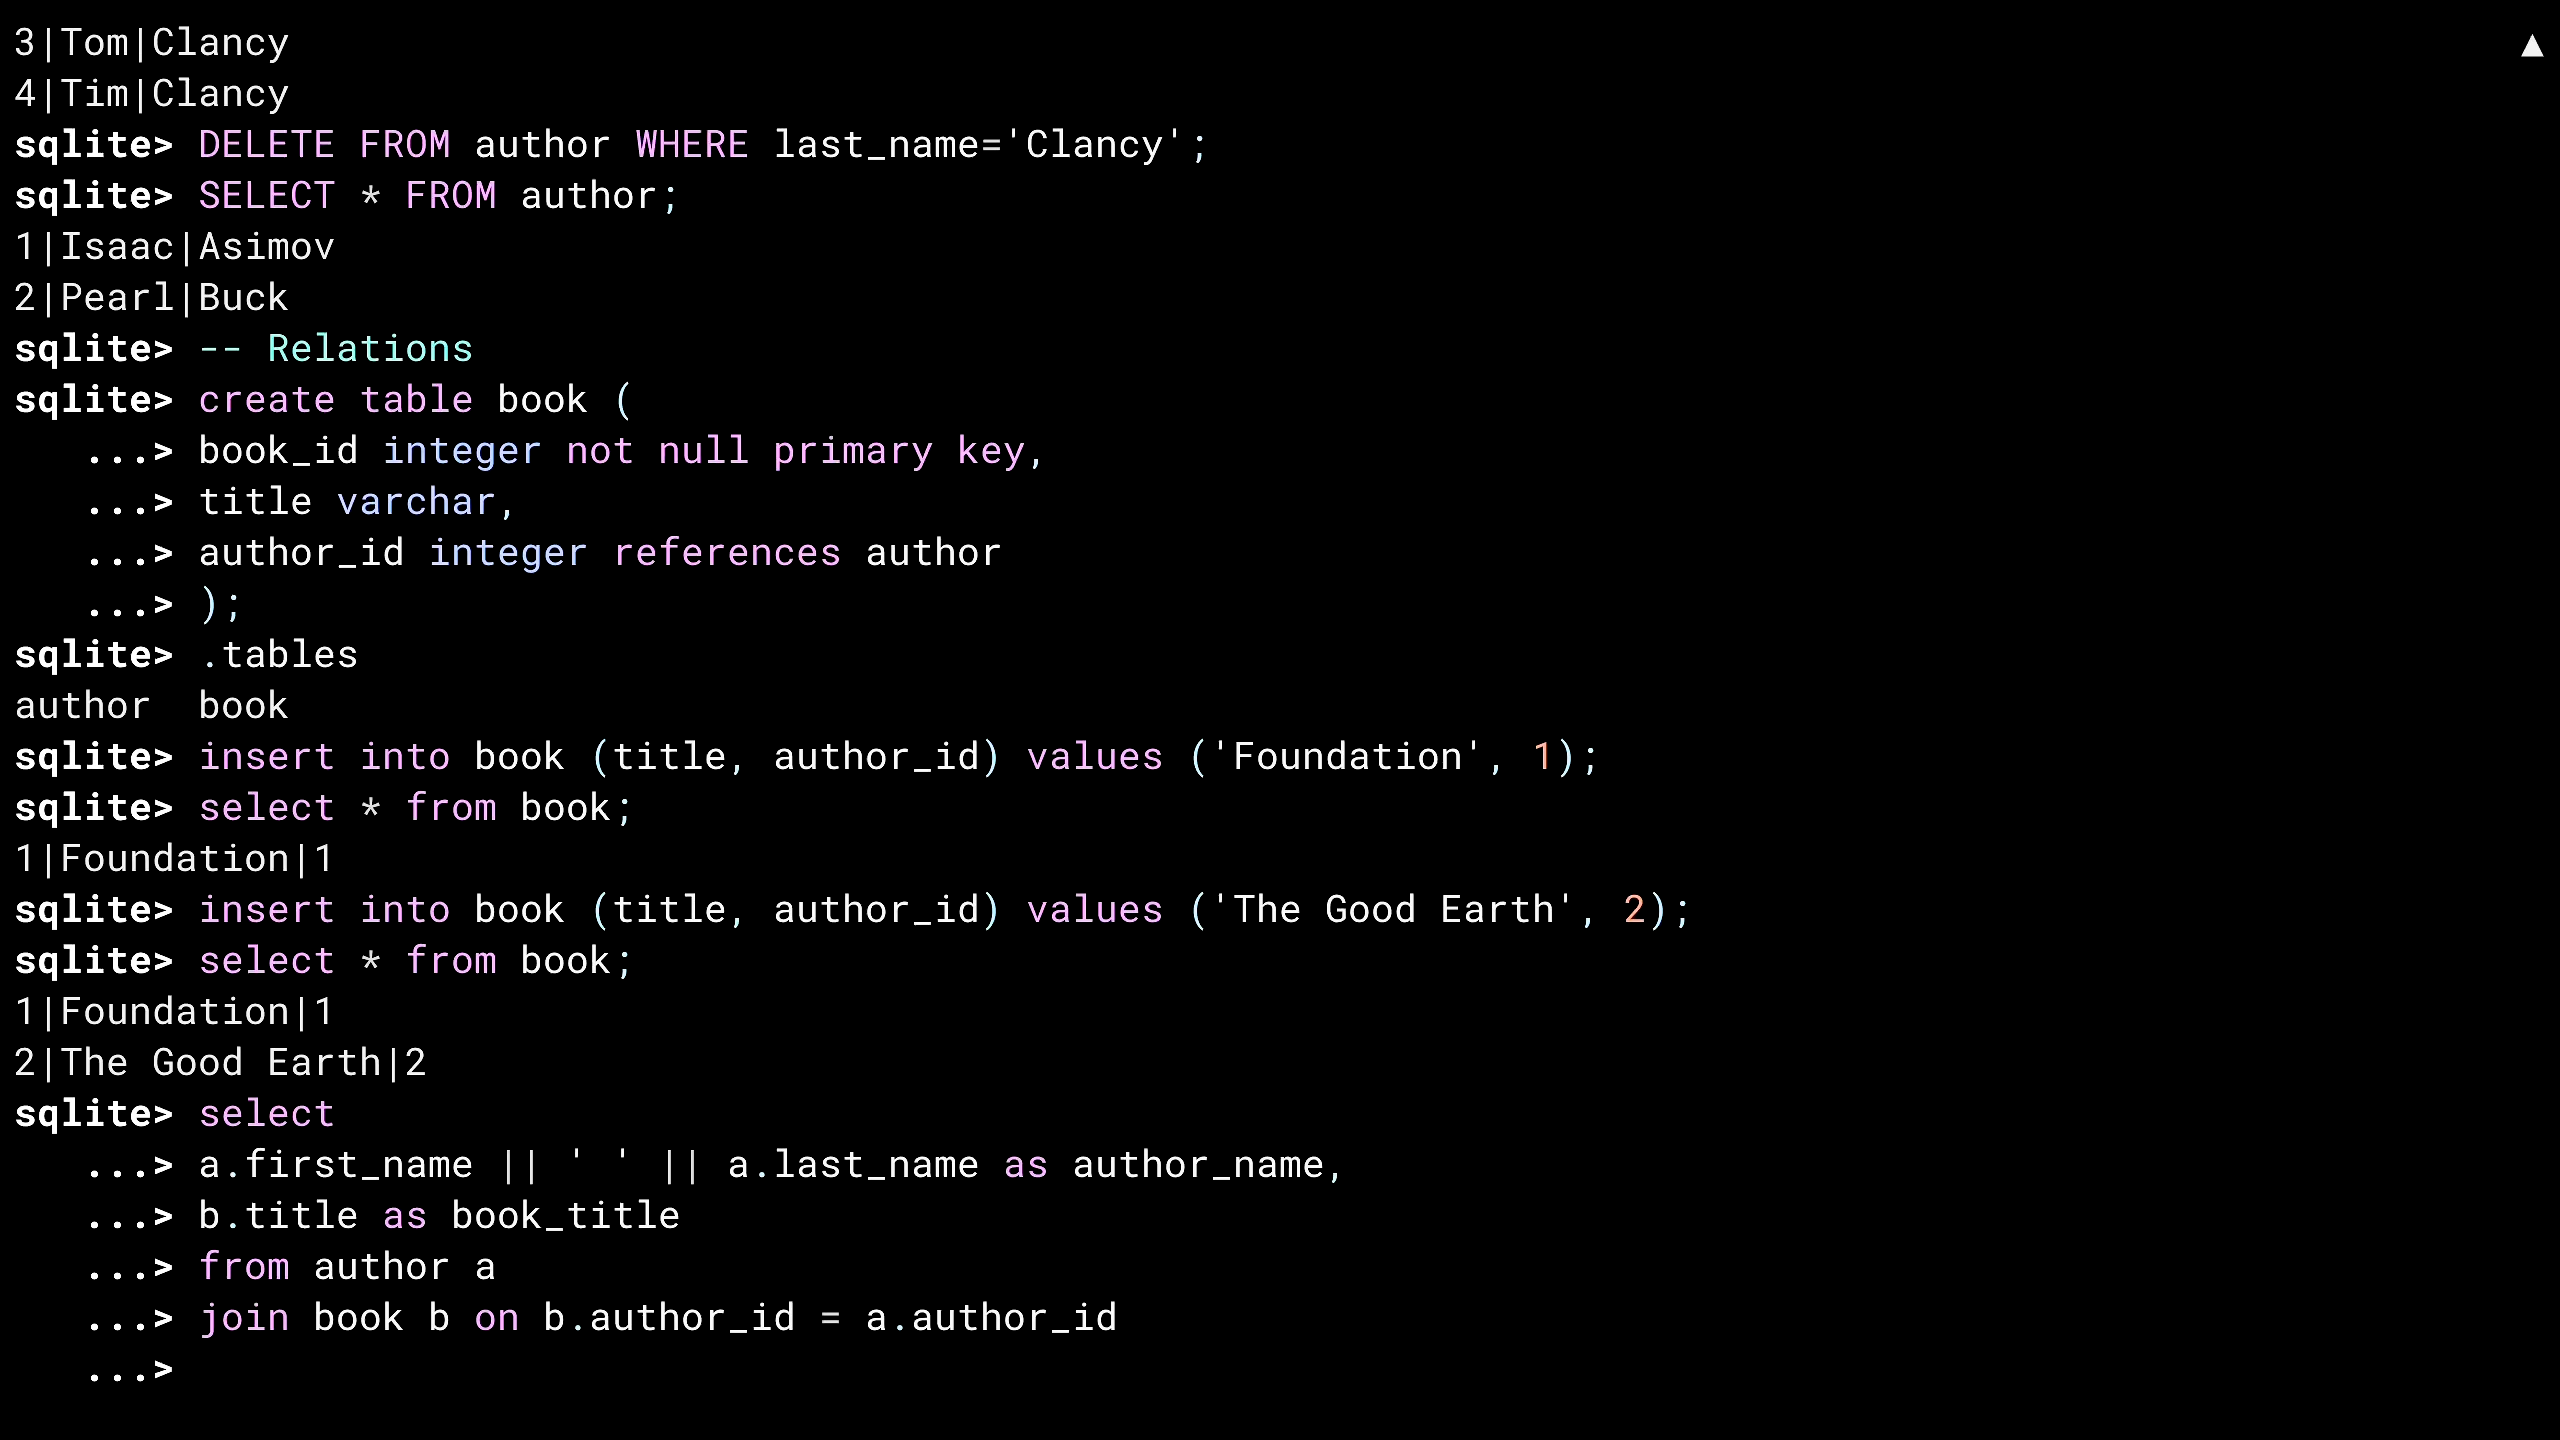 3|Tom|Clancy
4|Tim|Clancy
sqlite> DELETE FROM author WHERE last_name='Clancy';
sqlite> SELECT * FROM author;
1|Isaac|Asimov
2|Pearl|Buck
sqlite> -- Relations
sqlite> create table book (
   ...> book_id integer not null primary key,
   ...> title varchar,
   ...> author_id integer references author
   ...> );
sqlite> .tables
author  book
sqlite> insert into book (title, author_id) values ('Foundation', 1);
sqlite> select * from book;
1|Foundation|1
sqlite> insert into book (title, author_id) values ('The Good Earth', 2);
sqlite> select * from book;
1|Foundation|1
2|The Good Earth|2
sqlite> select
   ...> a.first_name || ' ' || a.last_name as author_name,
   ...> b.title as book_title
   ...> from author a
   ...> join book b on b.author_id = a.author_id
   ...>